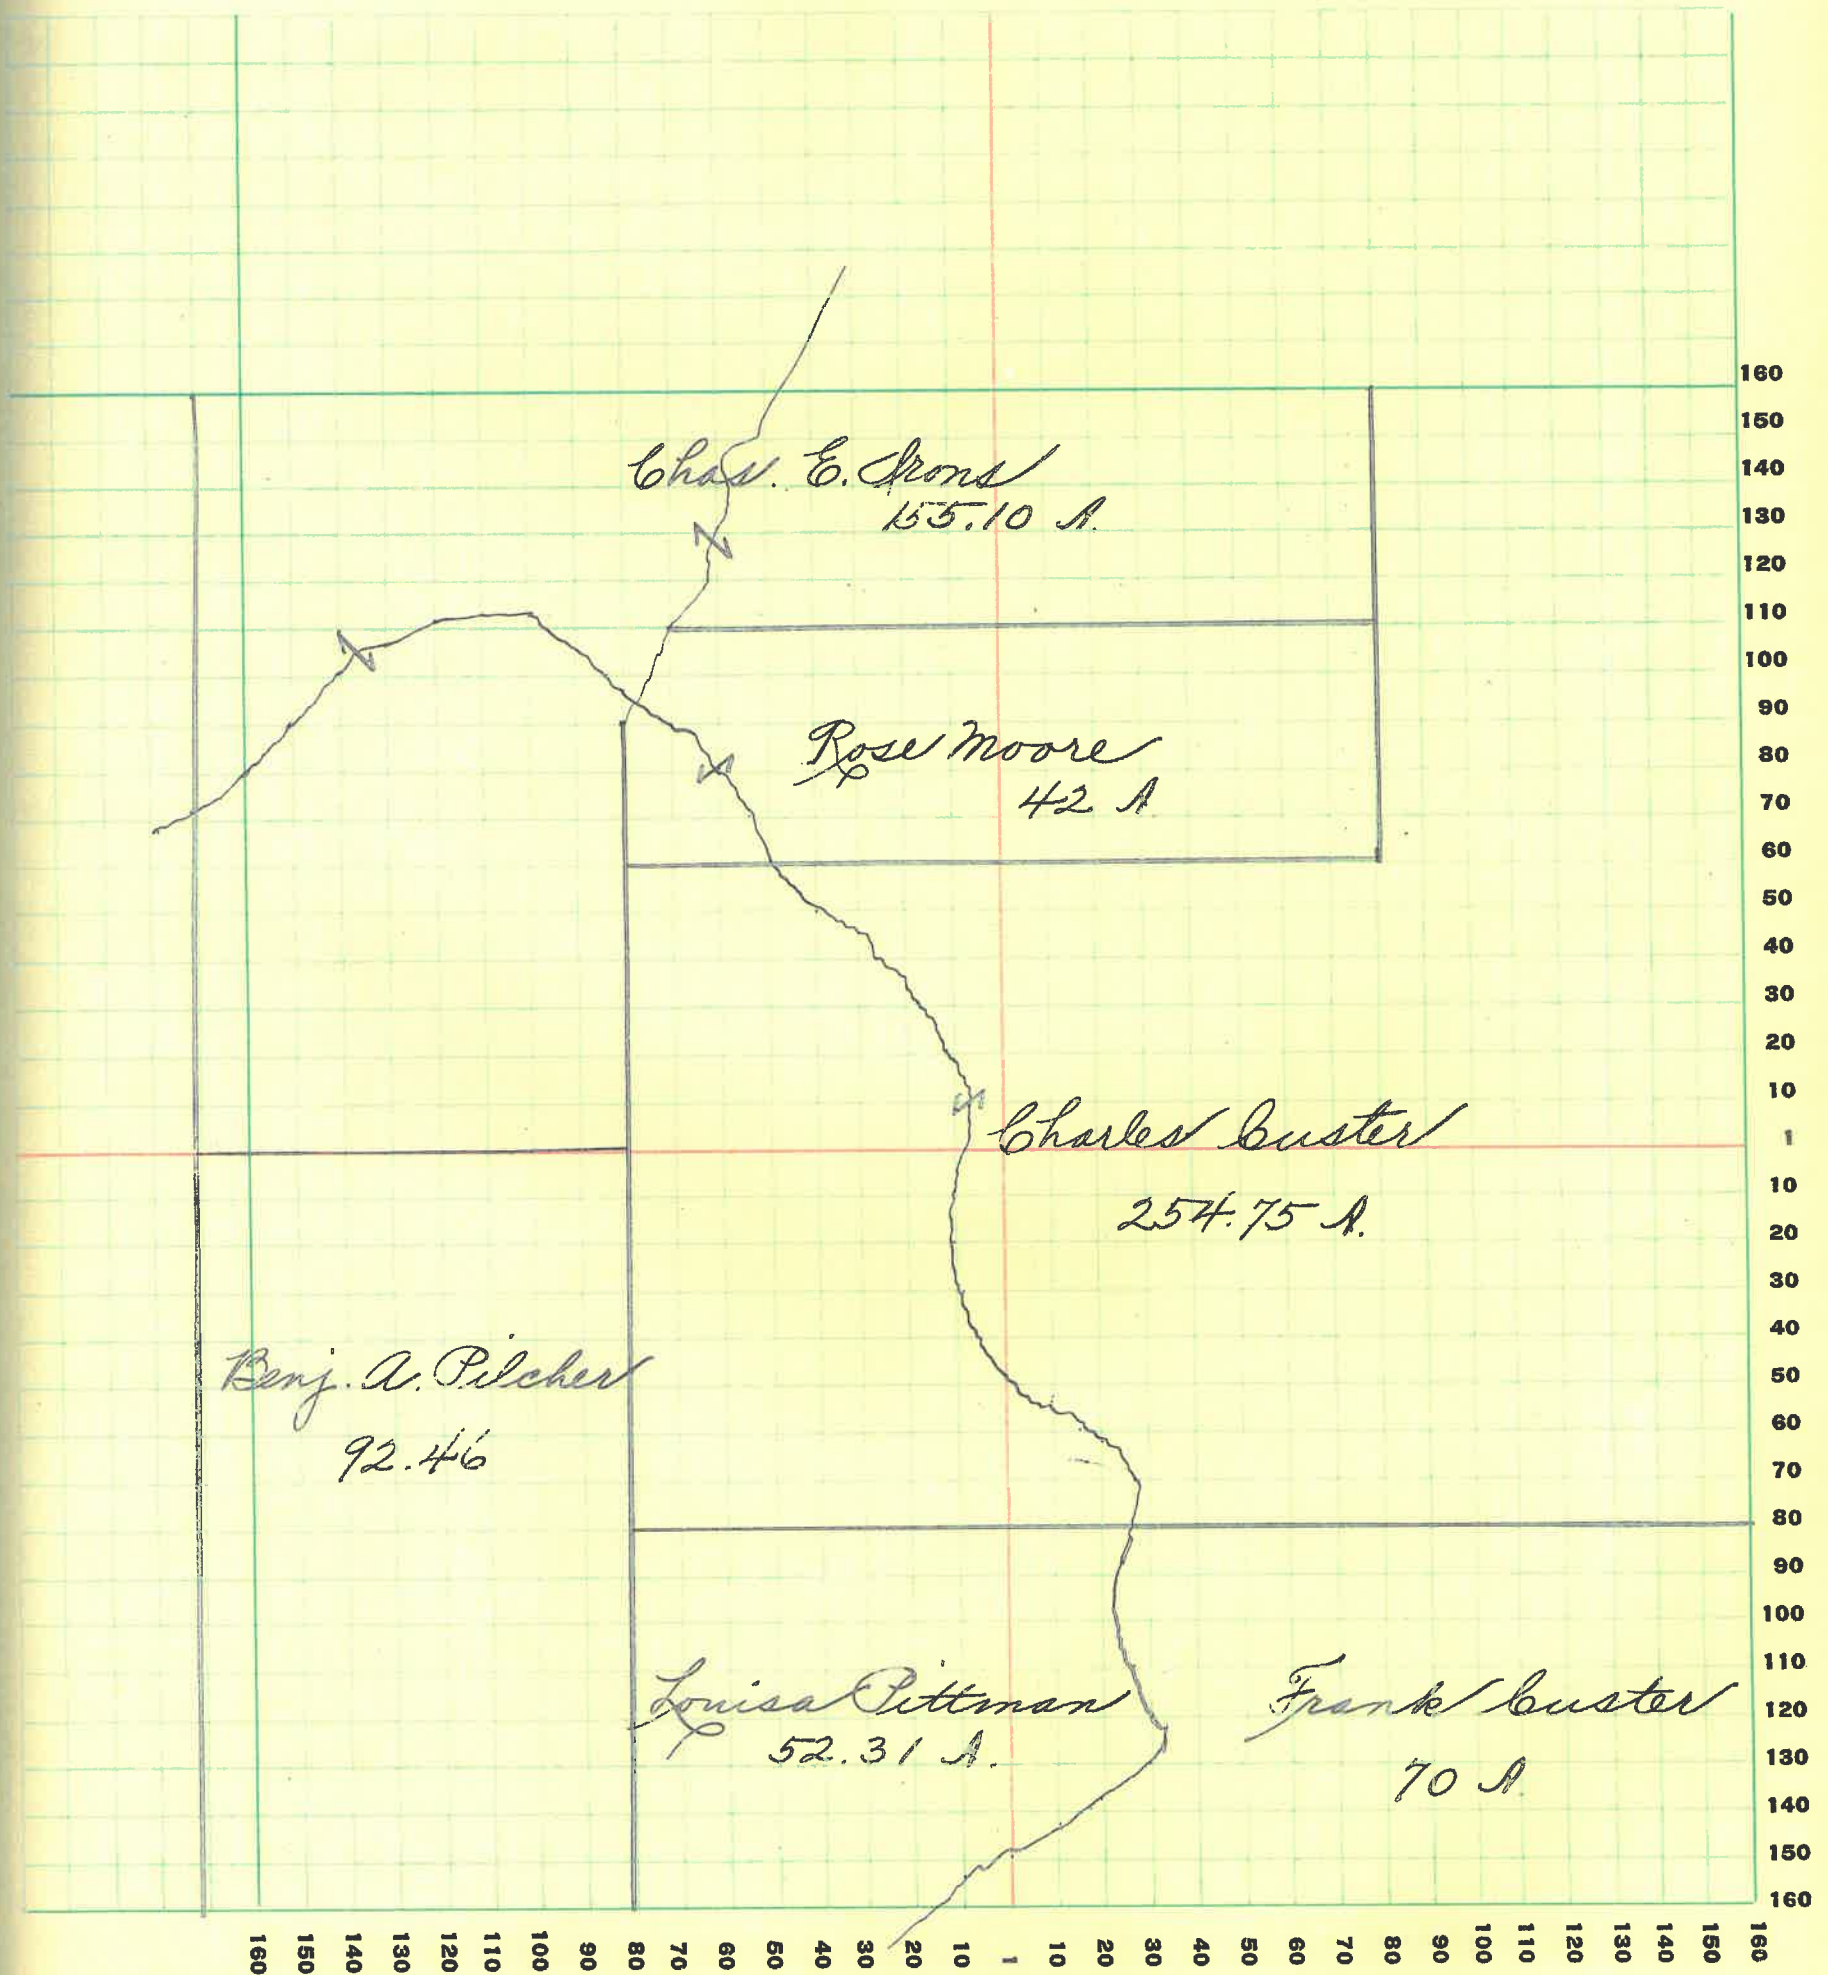 Chas. E. Irons
155.10 A.
Rose Moore
42 A
Charles Custer
254.75 A.
Benj. A. Pilcher
92.46
Louisa Pittman
52.31 A.
Frank Custer
70 A
160
150
140
130
120
110
100
90
80
70
60
50
40
30
20
10
1
10
20
30
40
50
60
70
80
90
100
110
120
130
140
150
160
160 150 140 130 120 110 100 90 80 70 60 50 40 30 20 10 1 10 20 30 40 50 60 70 80 90 100 110 120 130 140 150 160